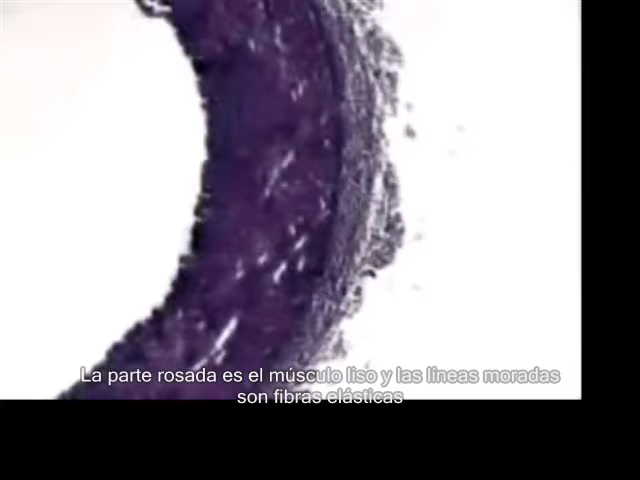 La parte rosada es el músculo liso y las líneas moradas
son fibras elásticas